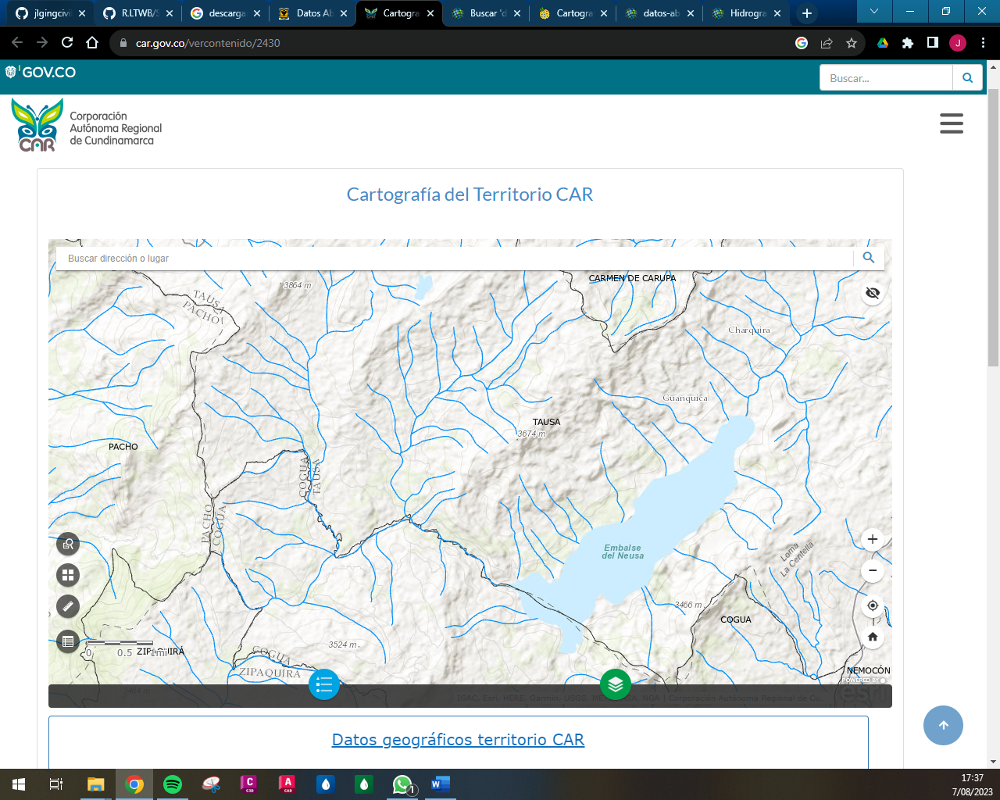 jlgingcivi
R.LTWB/
descarga
Datos Ab
Cartogra
Buscar 'd
Cartogra
datos-ab
Hidrogra
car.gov.co/vercontenido/2430
J
GOV.CO
Buscar...
CAR
Corporación
Autónoma Regional
de Cundinamarca
Cartografía del Territorio CAR
Buscar dirección o lugar
CARMEN DE CARUPA
3864 m
TAUSA
PACHO
Charquira
Guanquica
TAUSA
3674 m
PACHO
COGUA
TAUSA
PACHO
COGUA
Embalse
del Neusa
Loma
La Centella
3466 m
COGUA
0 0.5 1mi
ZIPAQUIRÁ
3524 m
COGUA
ZIPAQUIRA
NEMOCÓN
POWERED BY
esri
IGAC, Esri, HERE, Garmin, USGS, METI/NASA, NGA | Corporación Autónoma Regional de Cu
Datos geográficos territorio CAR
1
17:37
7/08/2023